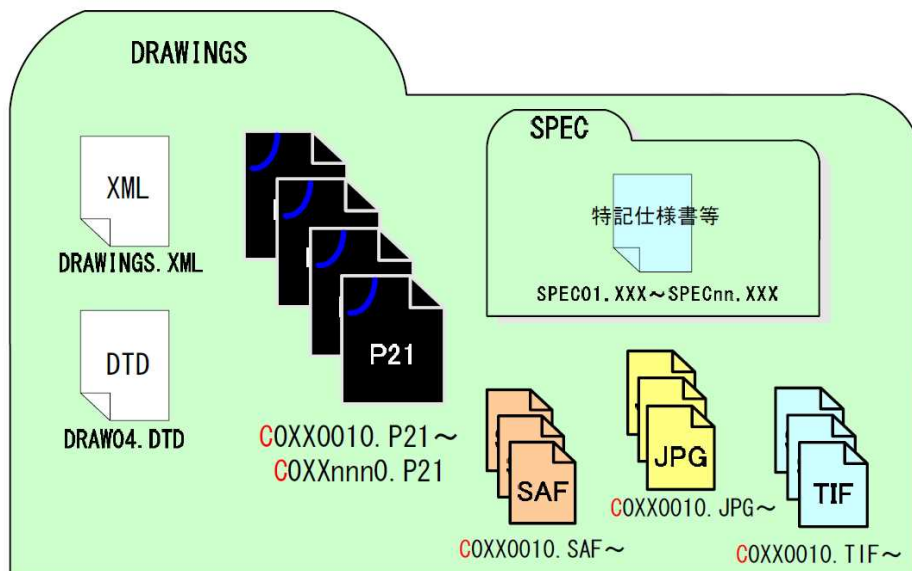 DRAWINGS
XML
DRAWINGS.XML
DTD
DRAW04.DTD
P21
C0XX0010.P21～
C0XXnnn0.P21
SPEC
特記仕様書等
SPEC01.XXX～SPECnn.XXX
SAF
C0XX0010.SAF～
JPG
C0XX0010.JPG～
TIF
C0XX0010.TIF～